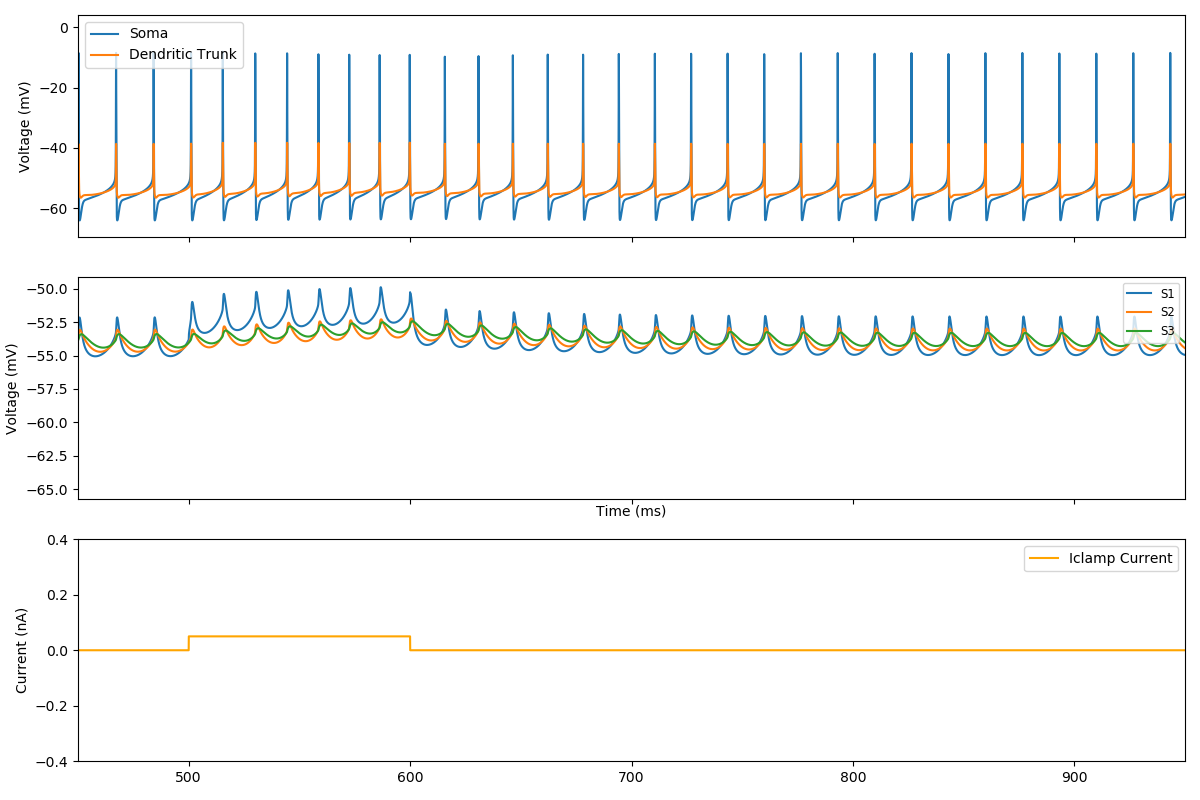 0
−20
−40
−60
Voltage (mV)
Soma
Dendritic Trunk
−50.0
−52.5
−55.0
−57.5
−60.0
−62.5
−65.0
Voltage (mV)
S1
S2
S3
Time (ms)
0.4
0.2
0.0
−0.2
−0.4
Current (nA)
Iclamp Current
500
600
700
800
900